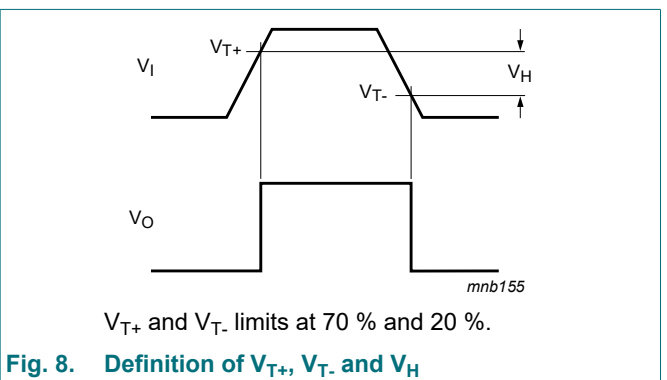 VT+
VI
VH
VT-
VO
mnb155
VT+ and VT- limits at 70 % and 20 %.
Fig. 8. Definition of VT+, VT- and VH